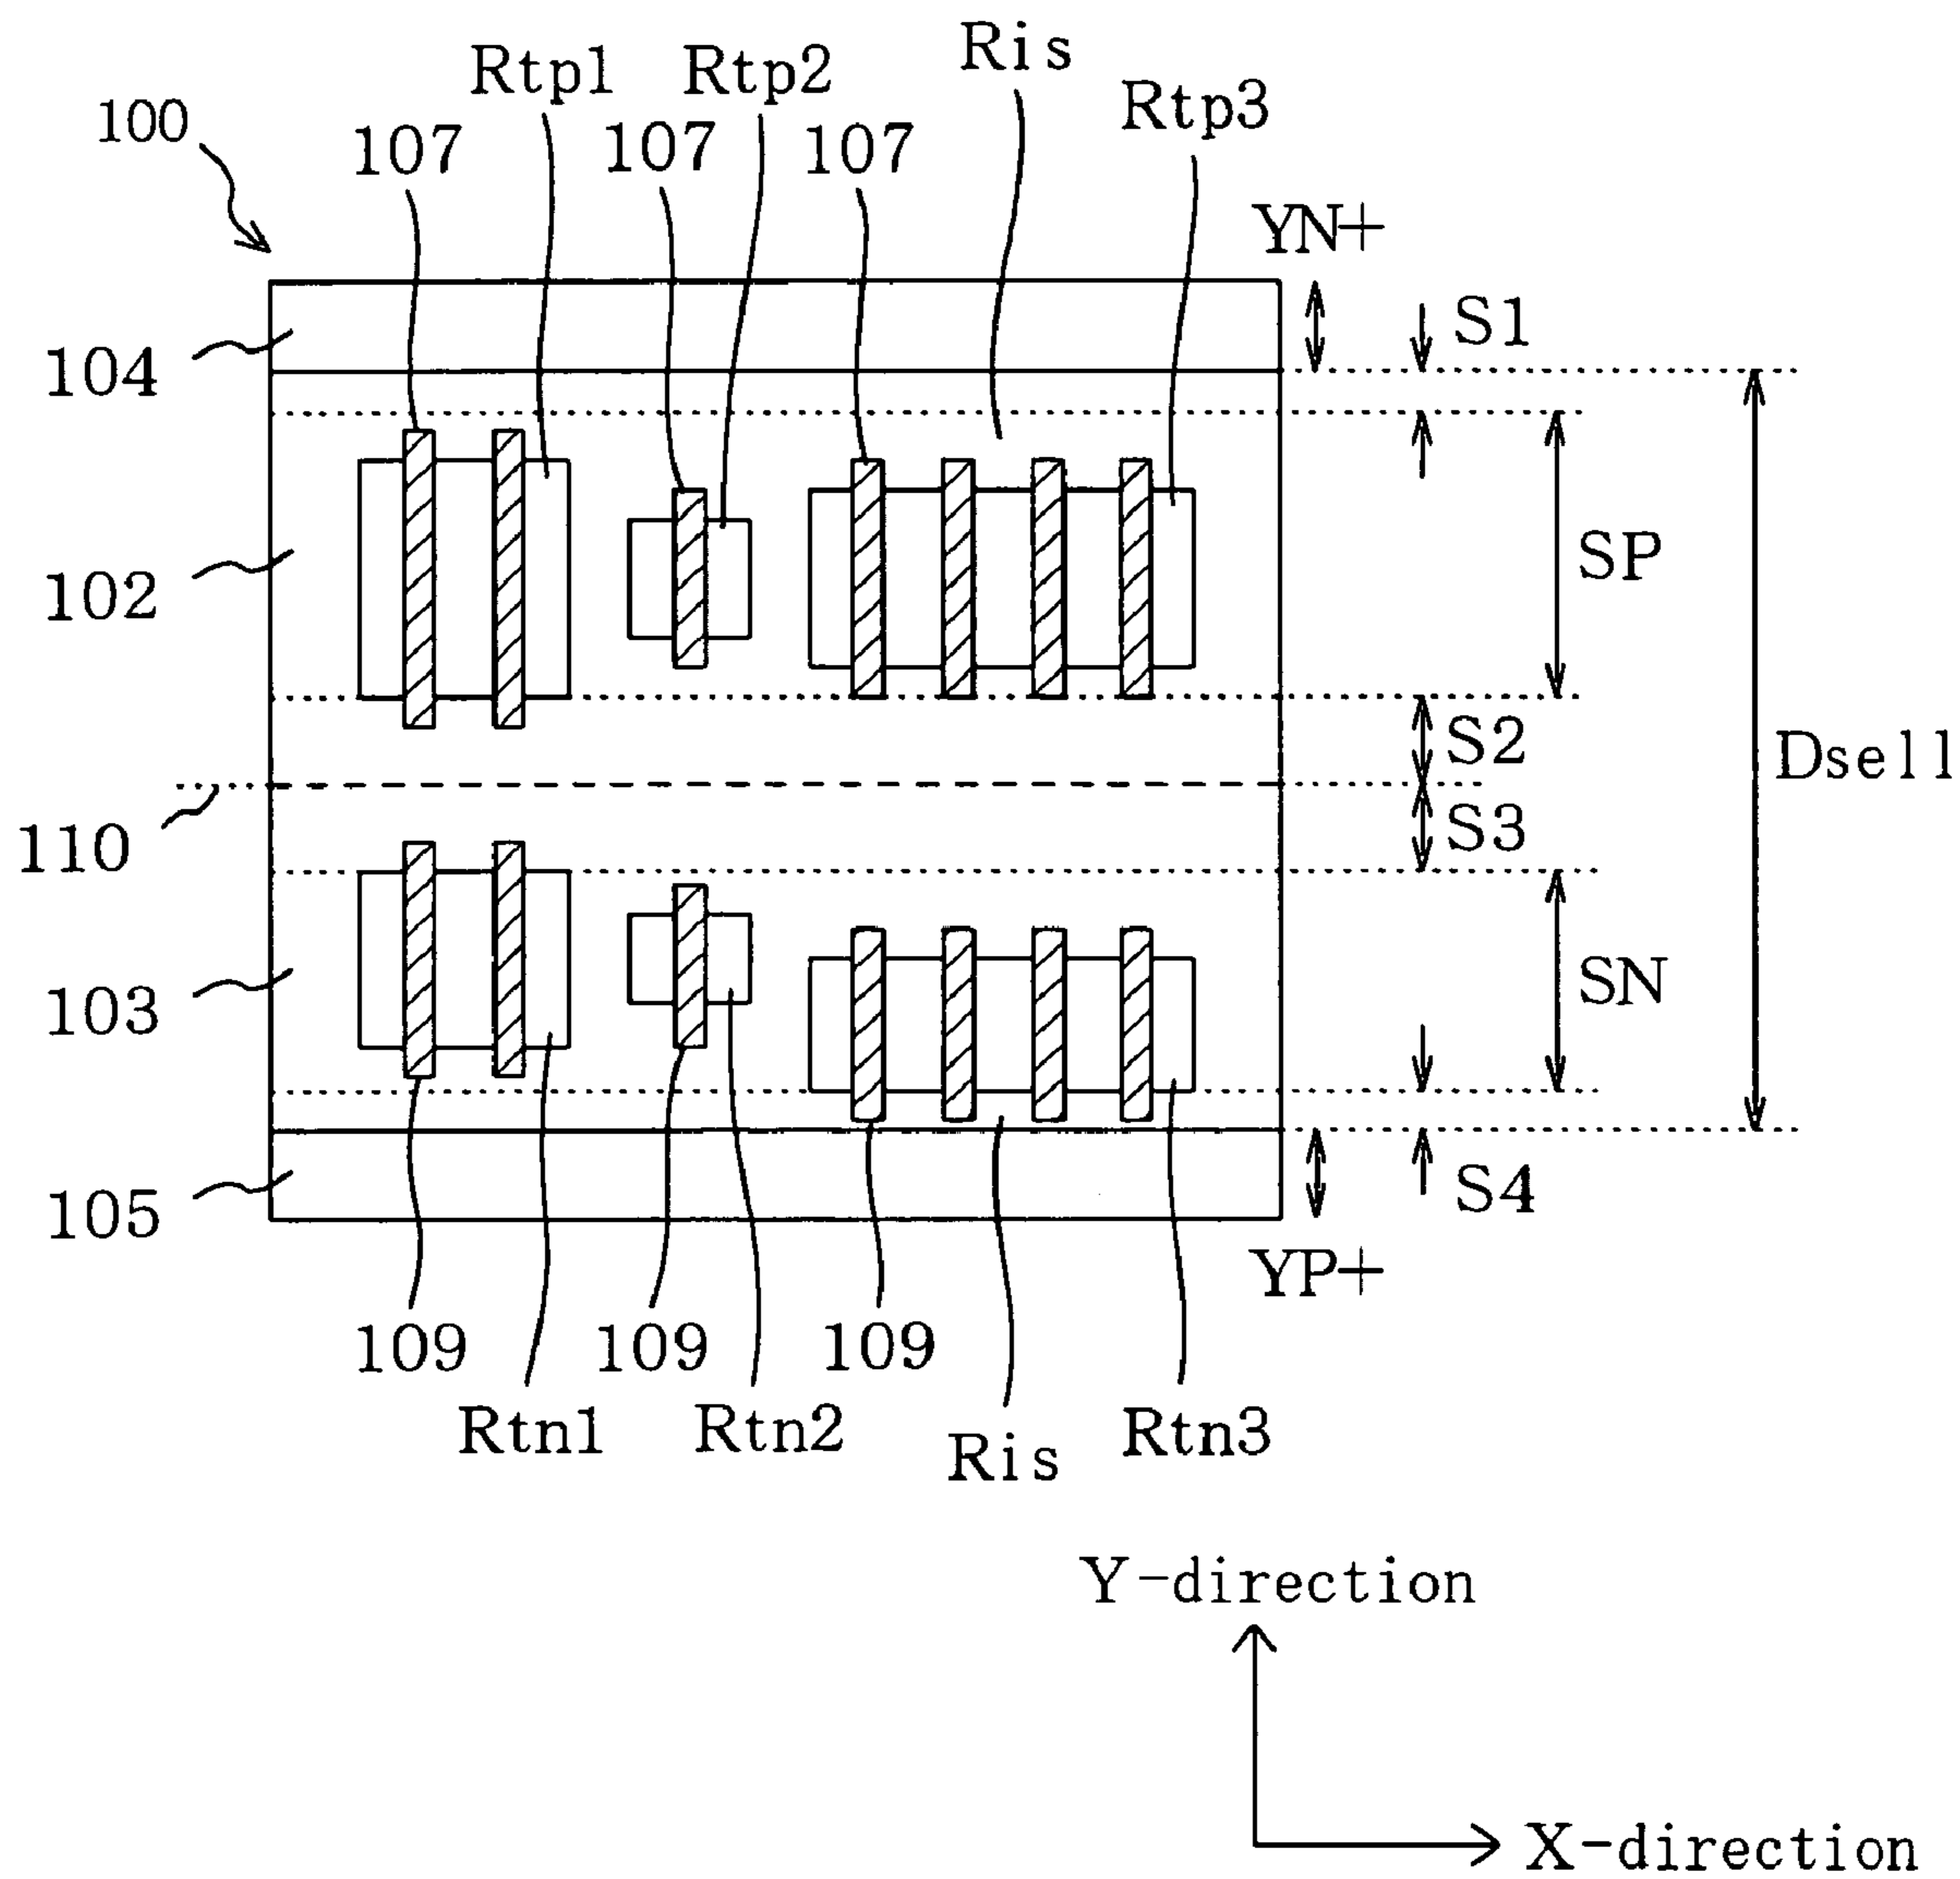 Ris
Rtp1 Rtp2
Rtp3
100
107 107 107
YN+
S1
104
SP
102
S2
Dsell
S3
110
SN
103
S4
105
YP+
109 109 109
Rtn1 Rtn2 Rtn3
Ris
Y-direction
X-direction